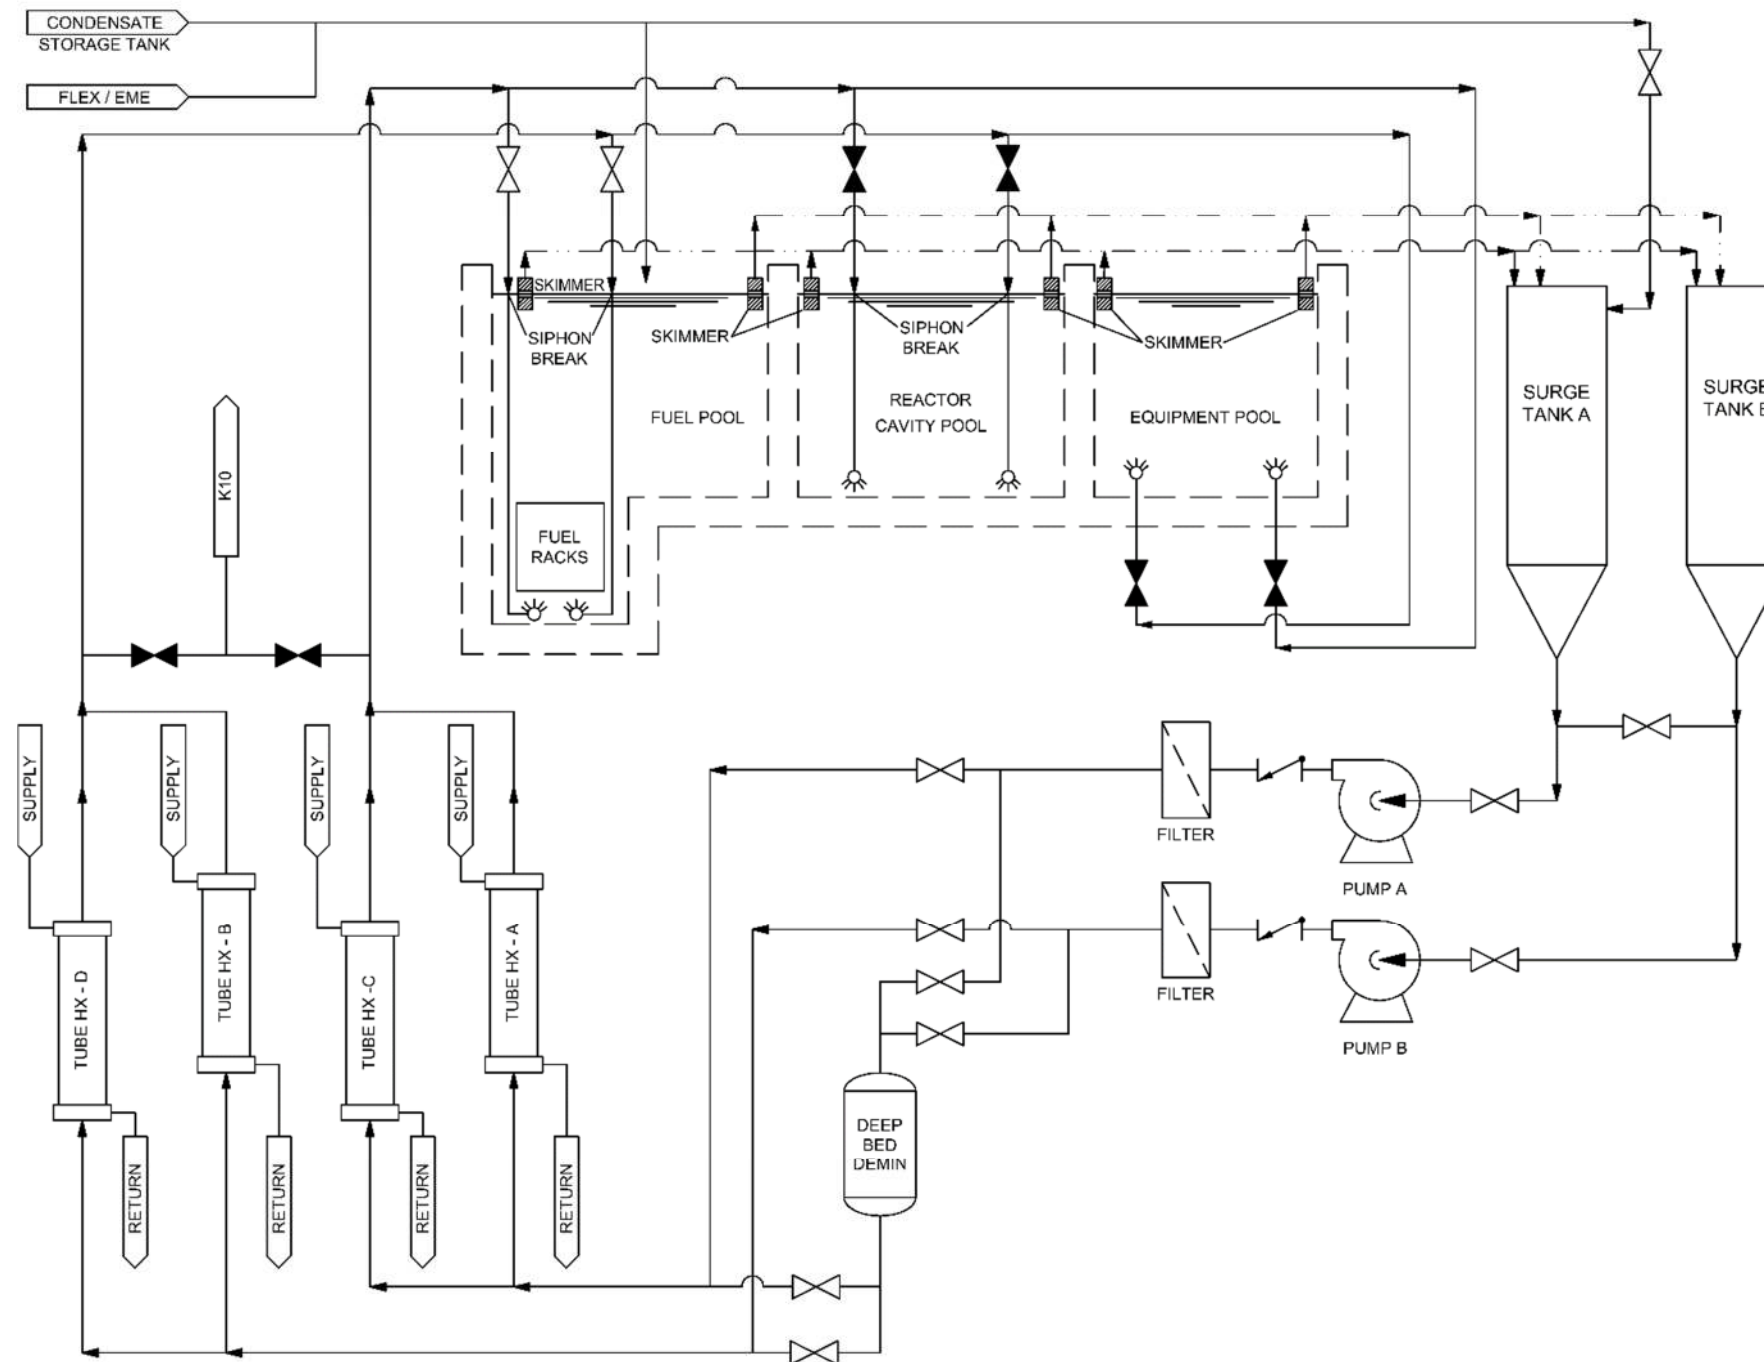 CONDENSATE
STORAGE TANK
FLEX / EME
SKIMMER
SIPHON
BREAK
SKIMMER
SIPHON
BREAK
SKIMMER
FUEL POOL
REACTOR
CAVITY POOL
EQUIPMENT POOL
SURGE
TANK A
SURGE
TANK
K10
FUEL
RACKS
SUPPLY
SUPPLY
SUPPLY
SUPPLY
FILTER
PUMP A
TUBE HX - D
TUBE HX - B
TUBE HX -C
TUBE HX - A
FILTER
PUMP B
DEEP
BED
DEMIN
RETURN
RETURN
RETURN
RETURN